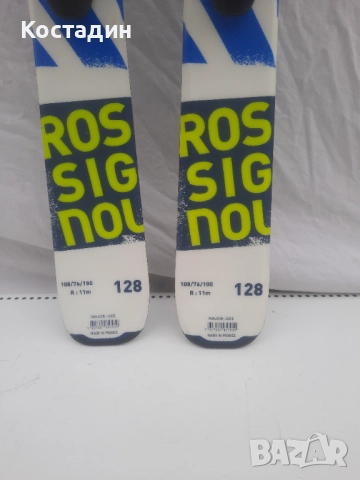 Костадин
ROS
SIG
NOL
108/76/100
R : 11m
128
MADE IN FRANCE
ROS
SIG
NOL
108/76/100
R : 11m
128
MADE IN FRANCE
BAZAR